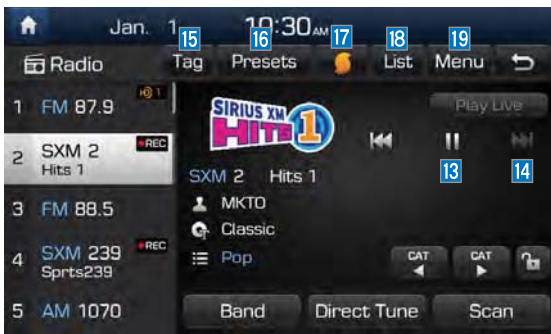 Jan. 1 10:30 AM
15 16 17 18 19
Radio Tag Presets List Menu
1 FM 87.9 1
2 SXM 2 REC
Hits 1
3 FM 88.5
4 SXM 239 REC
Sprts239
5 AM 1070
SIRIUS XM
HITS 1
Play Live
13 14
SXM 2 Hits 1
MKTO
Classic
Pop
CAT CAT
Band Direct Tune Scan